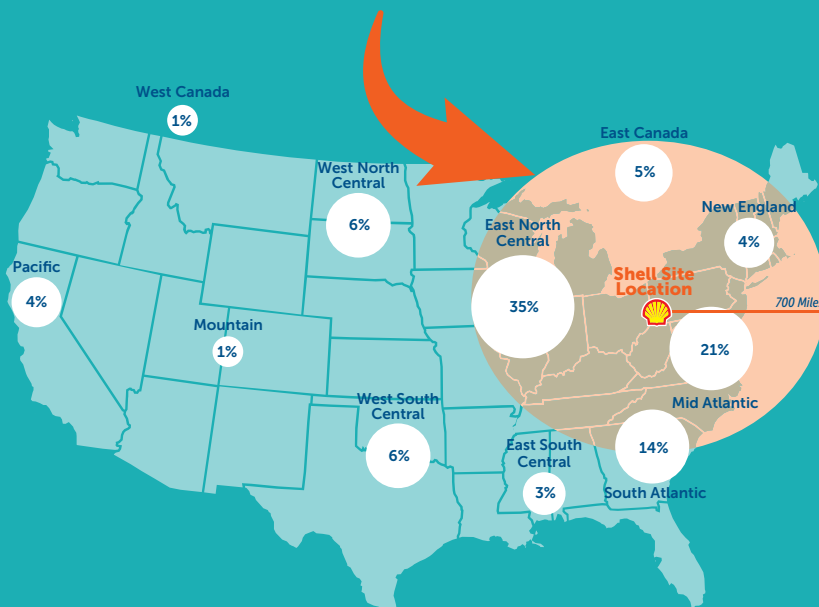 West Canada
1%
East Canada
5%
West North
Central
6%
New England
4%
East North
Central
35%
Pacific
4%
Shell Site
Location
700 Miles
Mountain
1%
21%
Mid Atlantic
West South
Central
6%
14%
South Atlantic
East South
Central
3%